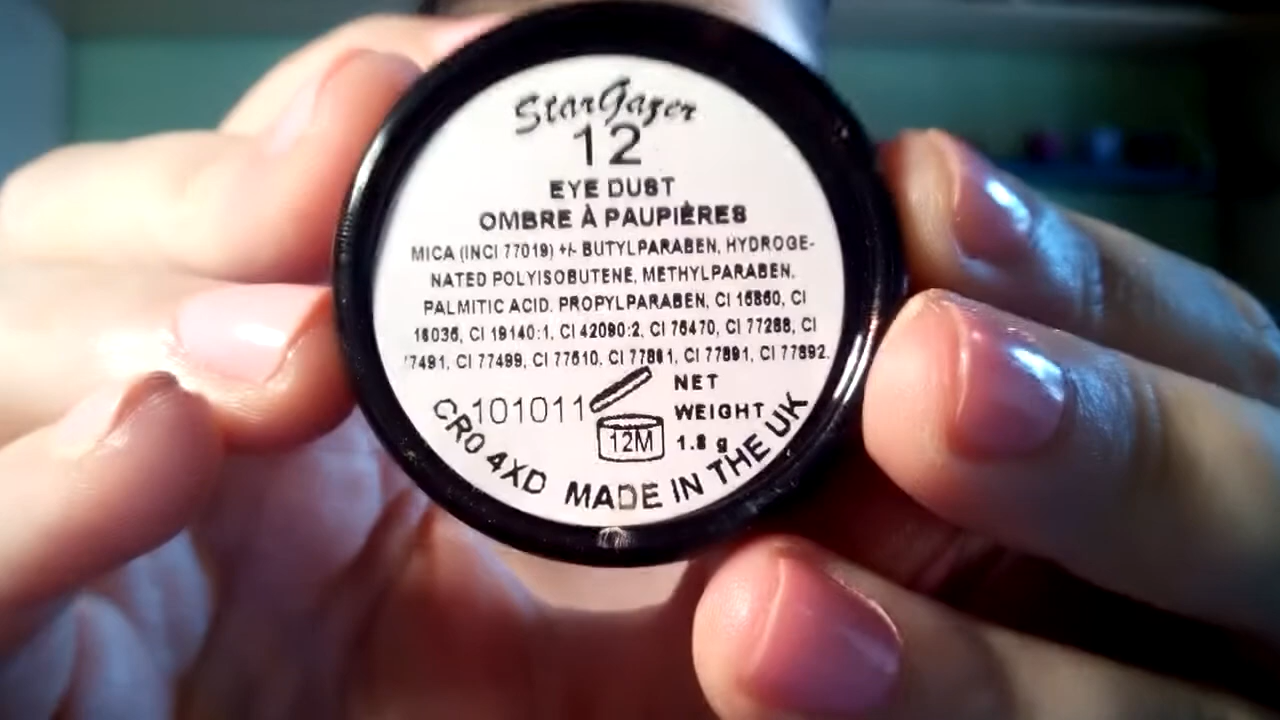 StarGazer
12
EYE DUST
OMBRE À PAUPIÈRES
MICA (INCI 77019) +/- BUTYLPARABEN, HYDROGE-
NATED POLYISOBUTENE, METHYLPARABEN,
PALMITIC ACID, PROPYLPARABEN, CI 15850, CI
16035, CI 19140:1, CI 42090:2, CI 75470, CI 77288, CI
77491, CI 77499, CI 77510, CI 77891, CI 77892.
101011
12M
NET
WEIGHT
1.8 g
CR0 4XD MADE IN THE UK